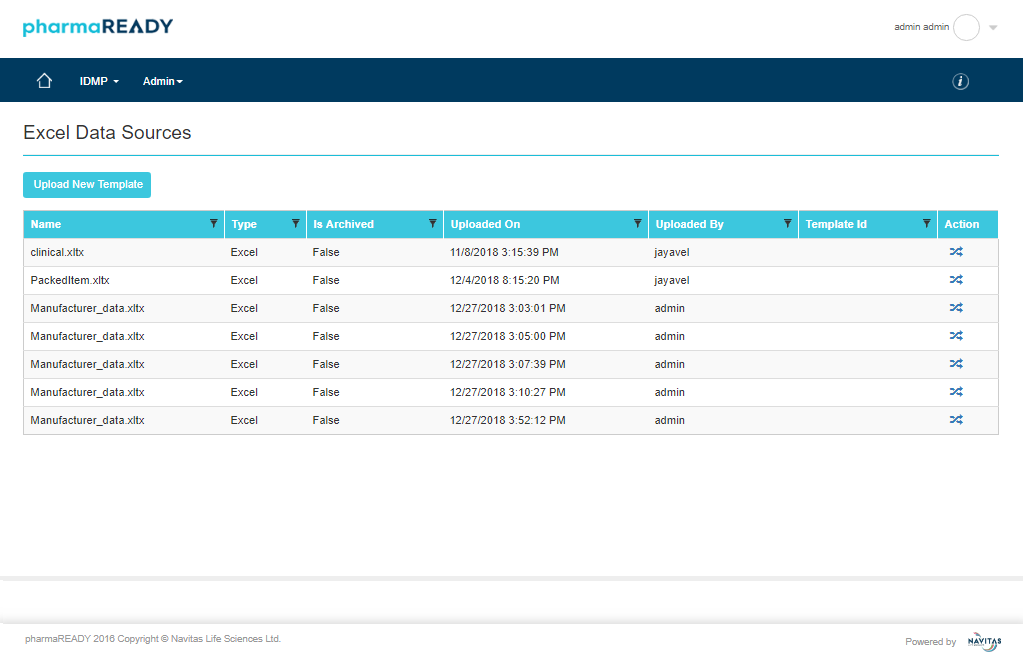 pharmaREADY
admin admin
IDMP Admin
Excel Data Sources
Upload New Template
Name Type Is Archived Uploaded On Uploaded By Template Id Action
clinical.xltx Excel False 11/8/2018 3:15:39 PM jayavel
PackedItem.xltx Excel False 12/4/2018 8:15:20 PM jayavel
Manufacturer_data.xltx Excel False 12/27/2018 3:03:01 PM admin
Manufacturer_data.xltx Excel False 12/27/2018 3:05:00 PM admin
Manufacturer_data.xltx Excel False 12/27/2018 3:07:39 PM admin
Manufacturer_data.xltx Excel False 12/27/2018 3:10:27 PM admin
Manufacturer_data.xltx Excel False 12/27/2018 3:52:12 PM admin
pharmaREADY 2016 Copyright © Navitas Life Sciences Ltd.
Powered by NAVITAS